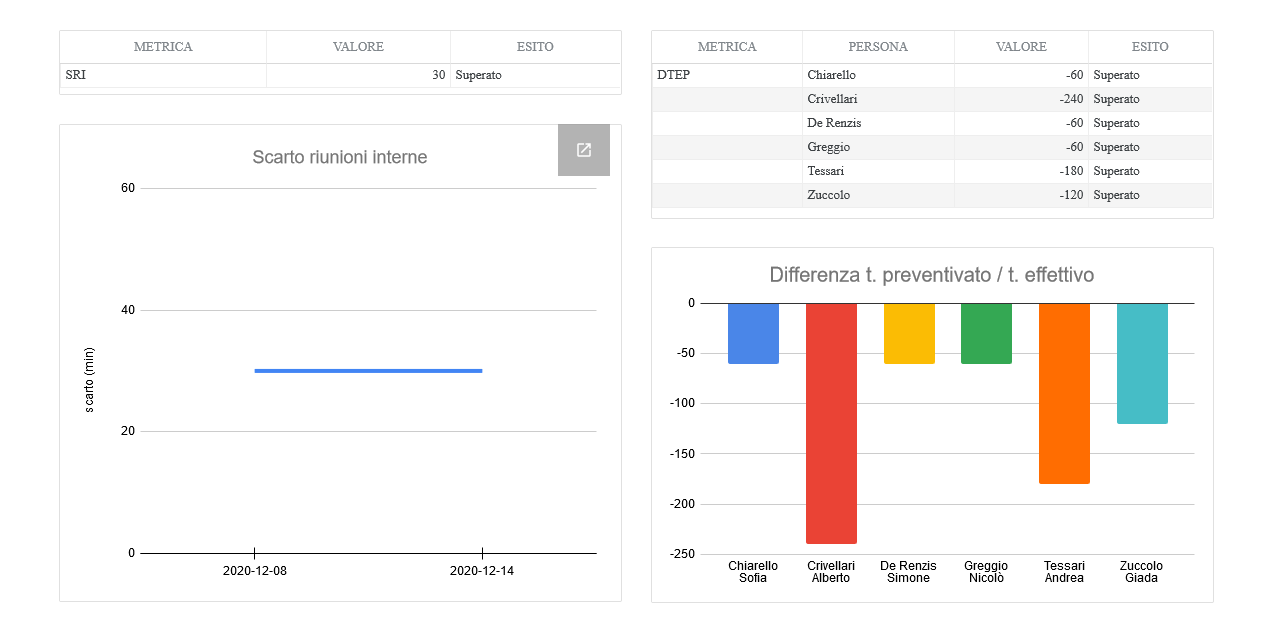 METRICA VALORE ESITO
SRI 30 Superato
Scarto riunioni interne
60
40
20
0
scarto (min)
2020-12-08 2020-12-14
METRICA PERSONA VALORE ESITO
DTEP Chiarello -60 Superato
Crivellari -240 Superato
De Renzis -60 Superato
Greggio -60 Superato
Tessari -180 Superato
Zuccolo -120 Superato
Differenza t. preventivato / t. effettivo
0
-50
-100
-150
-200
-250
Chiarello Crivellari De Renzis Greggio Tessari Zuccolo
Sofia Alberto Simone Nicolò Andrea Giada